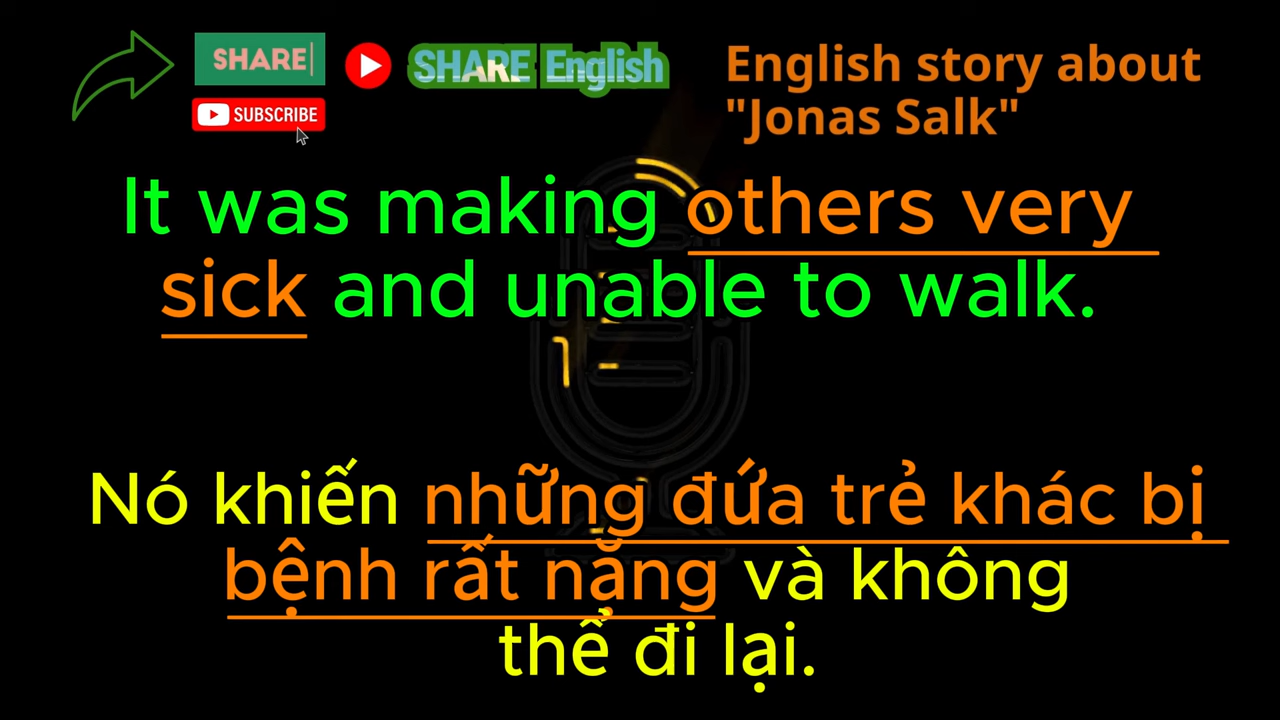 SHARE
SUBSCRIBE
SHARE English
English story about
"Jonas Salk"
It was making others very
sick and unable to walk.
Nó khiến những đứa trẻ khác bị
bệnh rất nặng và không
thể đi lại.